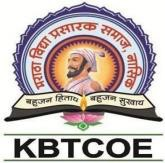 मराठा विद्या प्रसारक समाज, नाशिक
बहुजन हिताय बहुजन सुखाय
KBTCOE